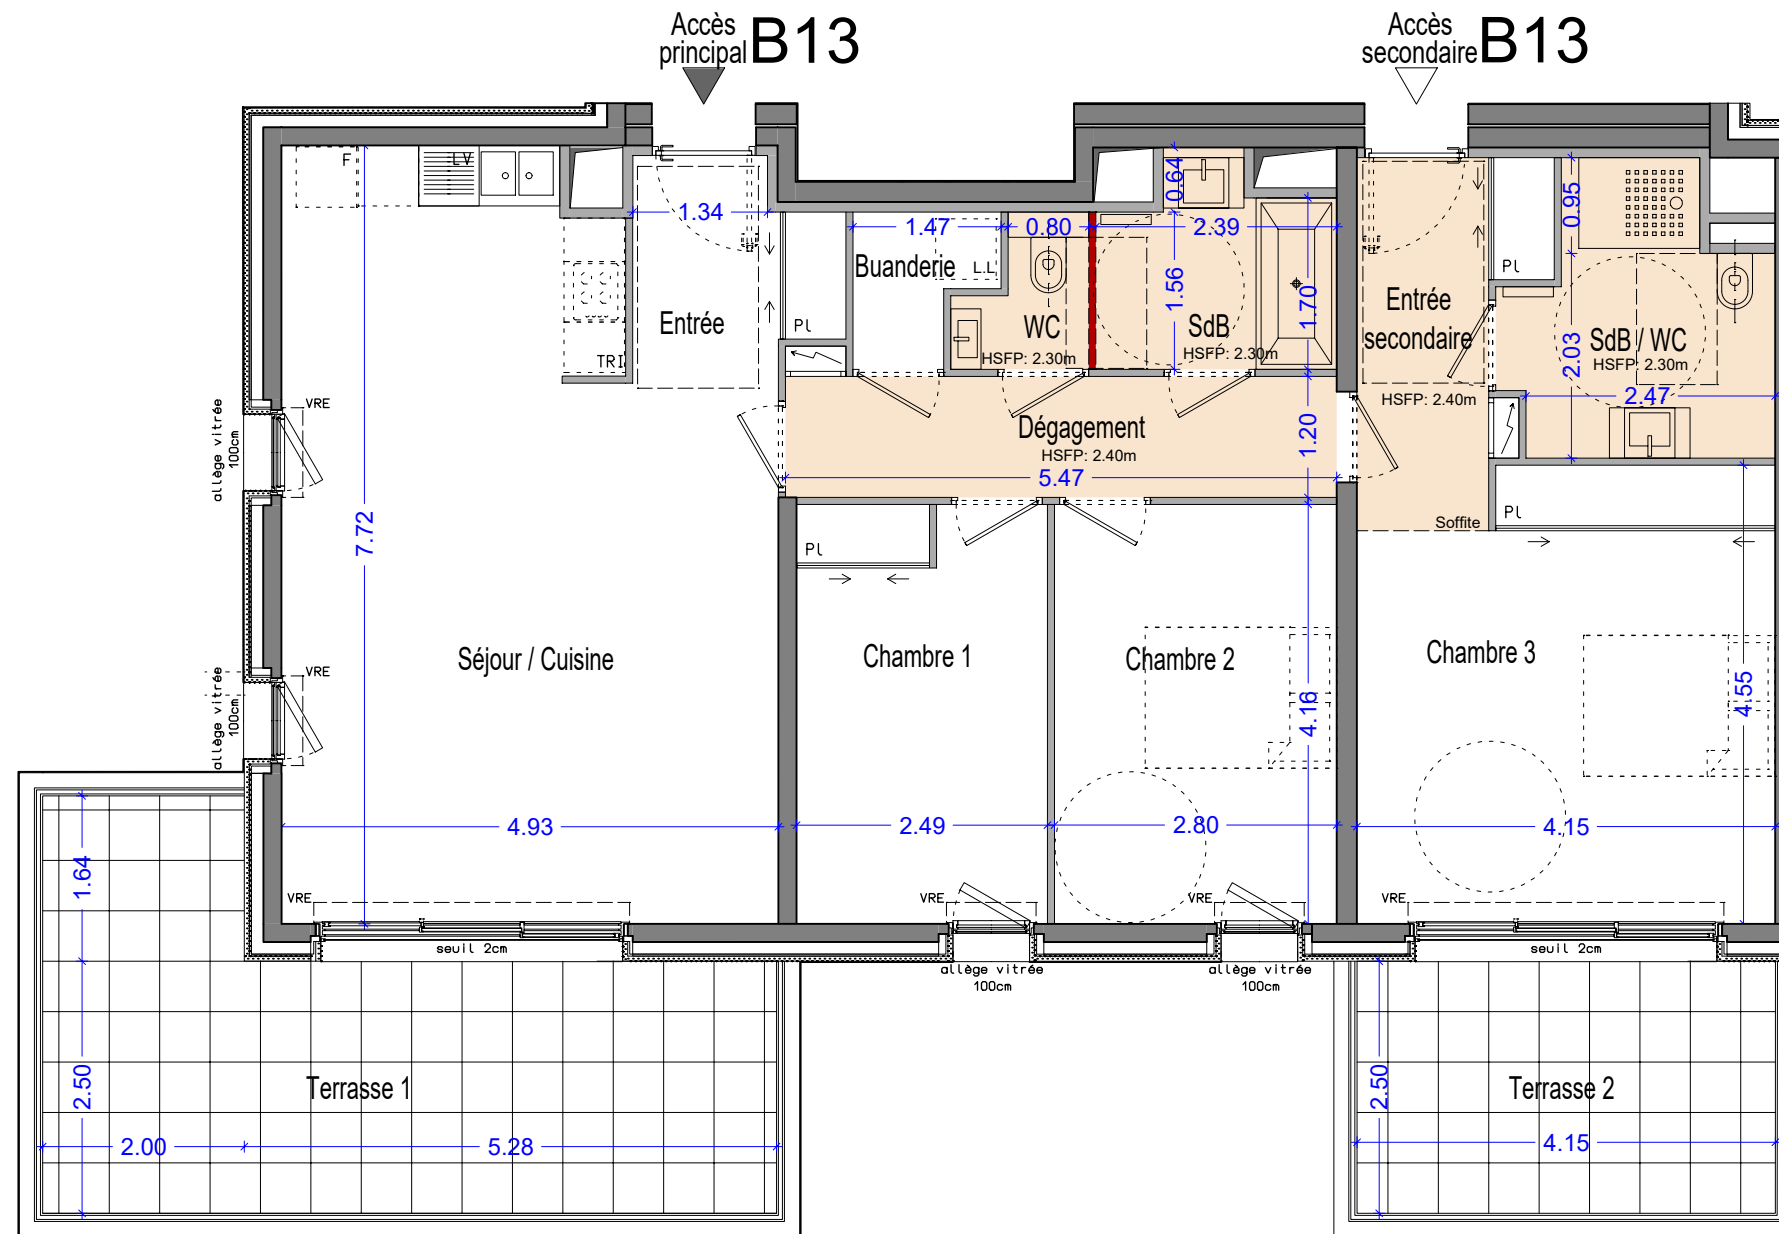 Accès
principal B13
Accès
secondaire B13
F
LV
1.34
1.47
0.80
0.64
2.39
0.95
Buanderie
L.L
1.56
1.70
Pl
Entrée
Pl
WC
HSFP: 2.30m
SdB
HSFP: 2.30m
Entrée
secondaire
HSFP: 2.40m
SdB / WC
HSFP: 2.30m
2.03
2.47
TRI
VRE
allège vitrée
100cm
Dégagement
HSFP: 2.40m
5.47
1.20
Soffite
Pl
7.72
Pl
Séjour / Cuisine
Chambre 1
Chambre 2
Chambre 3
VRE
allège vitrée
100cm
4.16
4.55
4.93
2.49
2.80
4.15
1.64
VRE
VRE
VRE
VRE
seuil 2cm
seuil 2cm
allège vitrée
100cm
allège vitrée
100cm
2.50
Terrasse 1
2.50
Terrasse 2
2.00
5.28
4.15